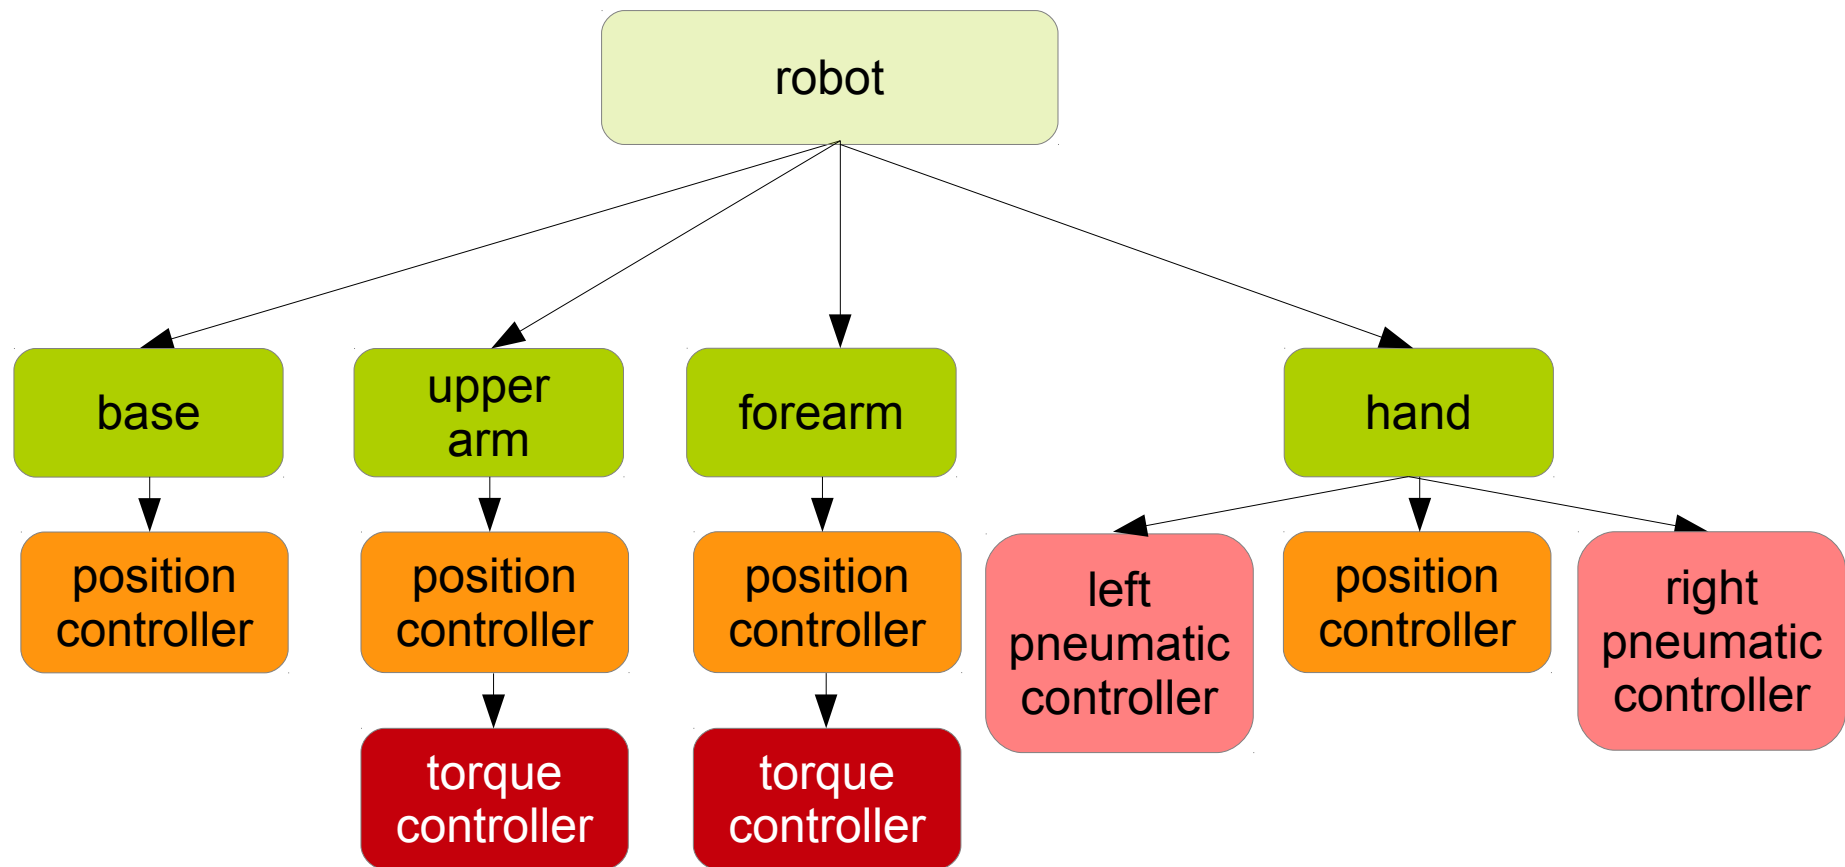 robot
base
upper
arm
forearm
hand
position
controller
position
controller
position
controller
left
pneumatic
controller
position
controller
right
pneumatic
controller
torque
controller
torque
controller